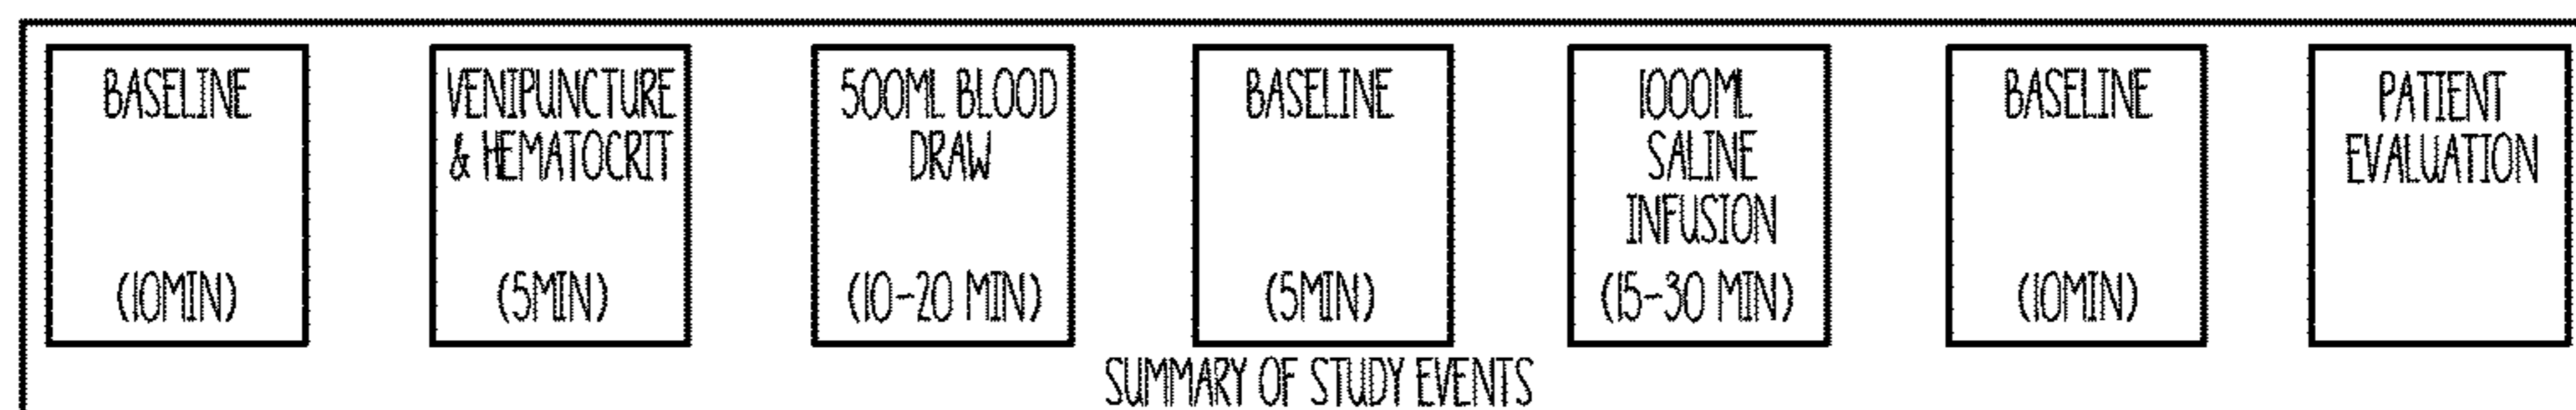 BASELINE
(10MIN)
VENIPUNCTURE
& HEMATOCRIT
(5MIN)
500ML BLOOD
DRAW
(10-20 MIN)
BASELINE
(5MIN)
1000ML
SALINE
INFUSION
(15-30 MIN)
BASELINE
(10MIN)
PATIENT
EVALUATION
SUMMARY OF STUDY EVENTS